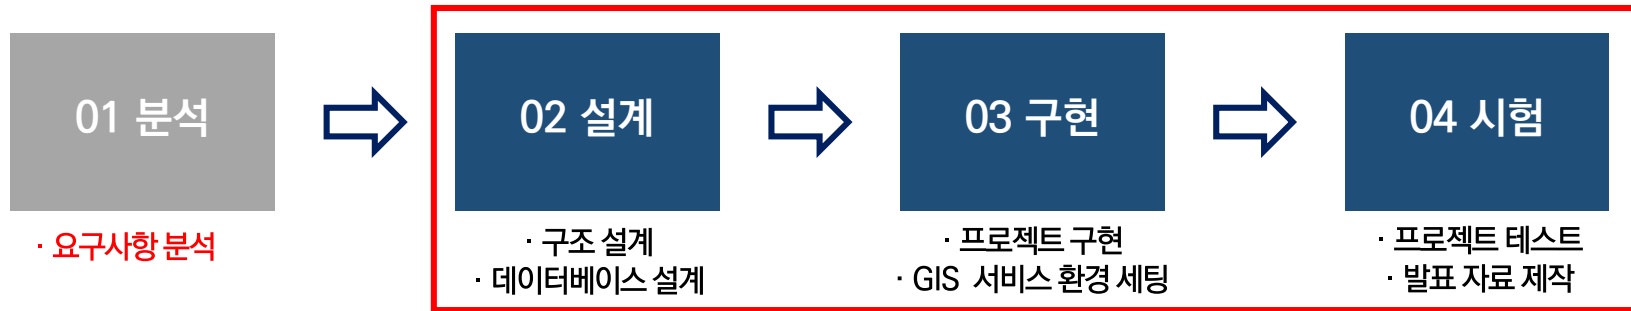 01 분석
· 요구사항 분석
02 설계
· 구조 설계
· 데이터베이스 설계
03 구현
· 프로젝트 구현
· GIS 서비스 환경 세팅
04 시험
· 프로젝트 테스트
· 발표 자료 제작